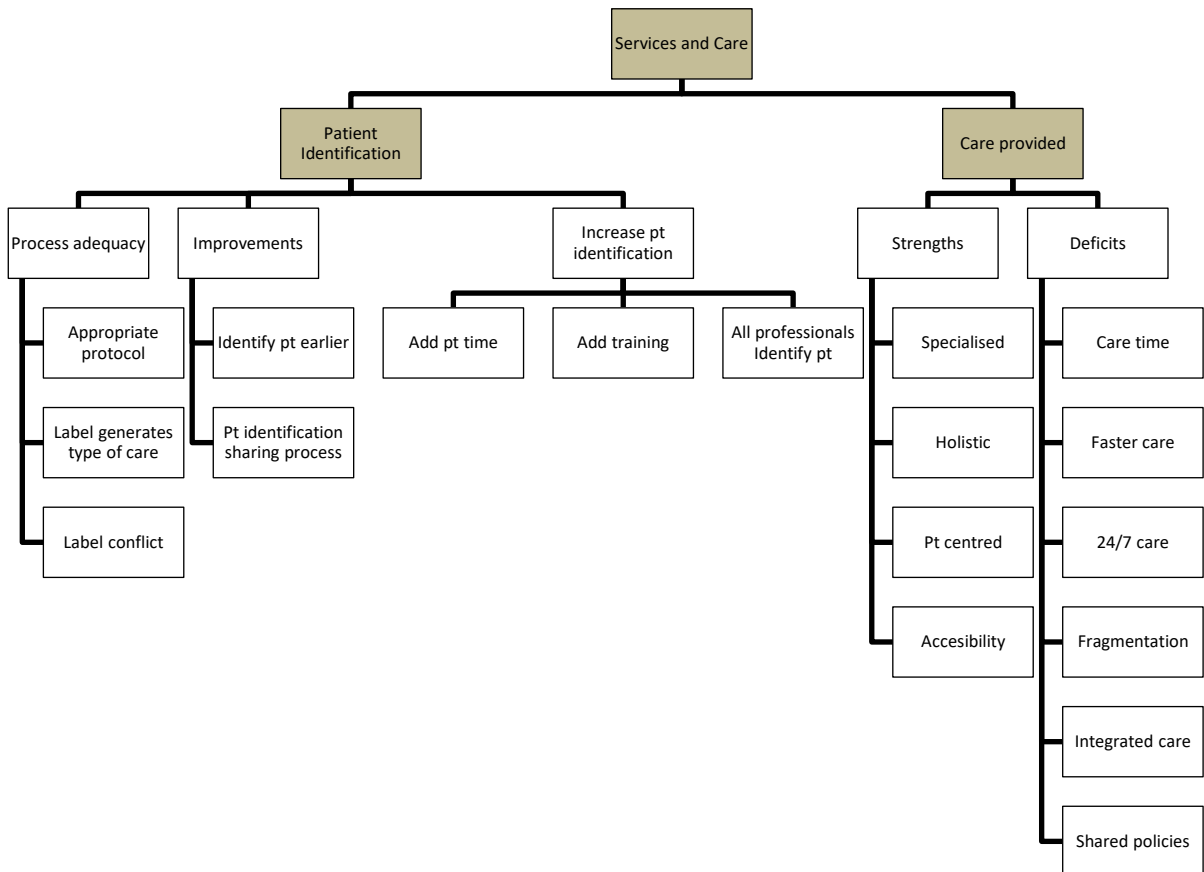 Services and Care
Patient
Identification
Care provided
Process adequacy
Improvements
Increase pt
identification
Strengths
Deficits
Appropriate
protocol
Identify pt earlier
Add pt time
Add training
All professionals
Identify pt
Specialised
Care time
Label generates
type of care
Pt identification
sharing process
Holistic
Faster care
Label conflict
Pt centred
24/7 care
Accesibility
Fragmentation
Integrated care
Shared policies